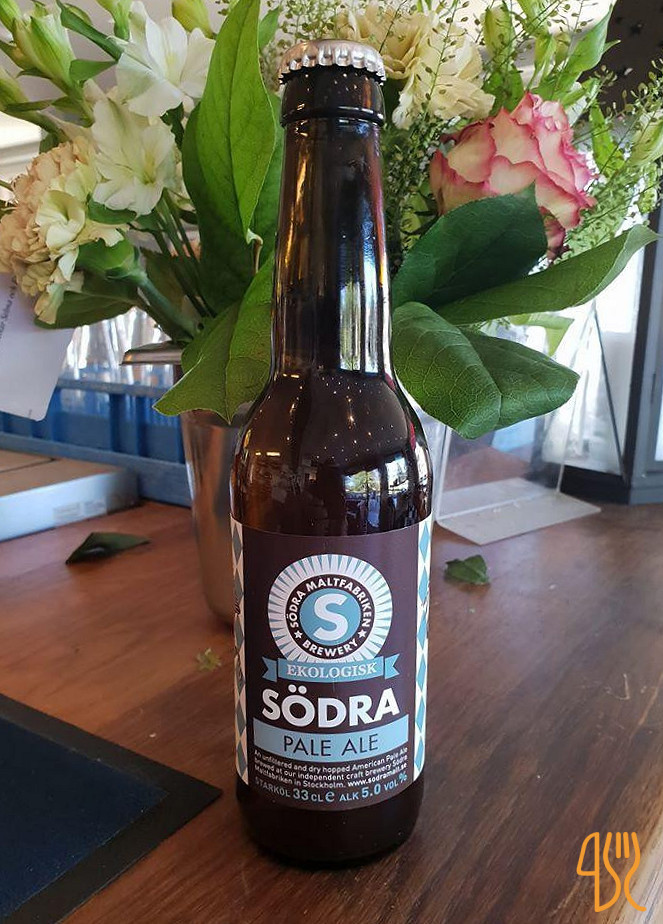 SÖDRA MALTFABRIKEN
S
BREWERY
EKOLOGISK
SÖDRA
PALE ALE
An unfiltered and dry hopped American Pale Ale
brewed at our independent craft brewery Södra
Maltfabriken in Stockholm. www.sodramalt.se
STARKÖL 33 CL e ALK 5.0 VOL %